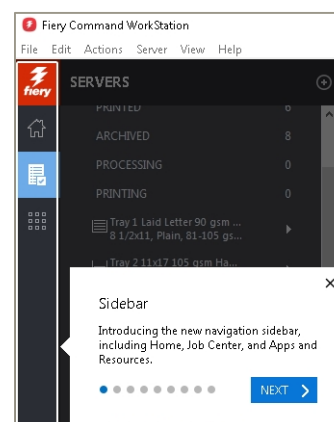 Fiery Command WorkStation
File Edit Actions Server View Help
fiery
SERVERS
PRINTED 6
ARCHIVED 8
PROCESSING 0
PRINTING 0
Tray 1 Laid Letter 90 gsm ...
8 1/2x11, Plain, 81-105 gs...
Tray 2 11x17 105 gsm Ha...
Sidebar
Introducing the new navigation sidebar,
including Home, Job Center, and Apps and
Resources.
NEXT